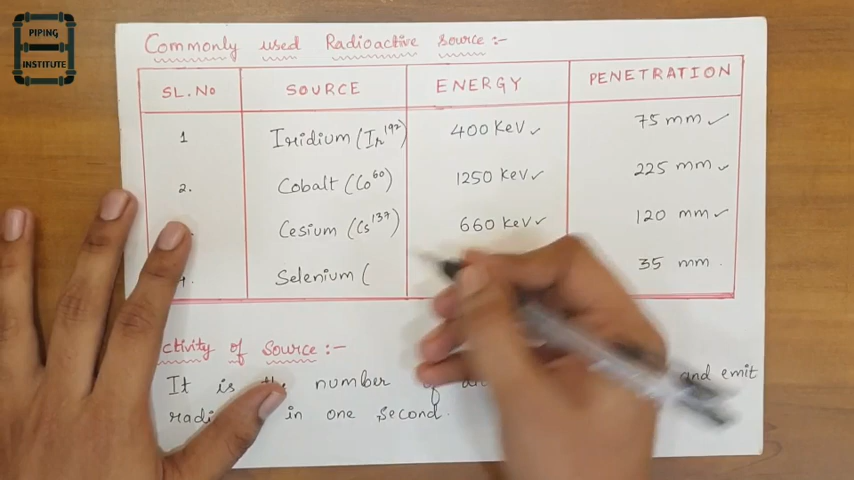 PIPING
INSTITUTE
Commonly used Radioactive source:-
SL.No SOURCE ENERGY PENETRATION
1 Iridium (Ir192) 400 KeV ✓ 75 mm ✓
2. Cobalt (Co60) 1250 KeV ✓ 225 mm ✓
Cesium (Cs137) 660 KeV ✓ 120 mm ✓
4. Selenium ( 35 mm
ctivity of Source:-
It is the number and emit
in one second.